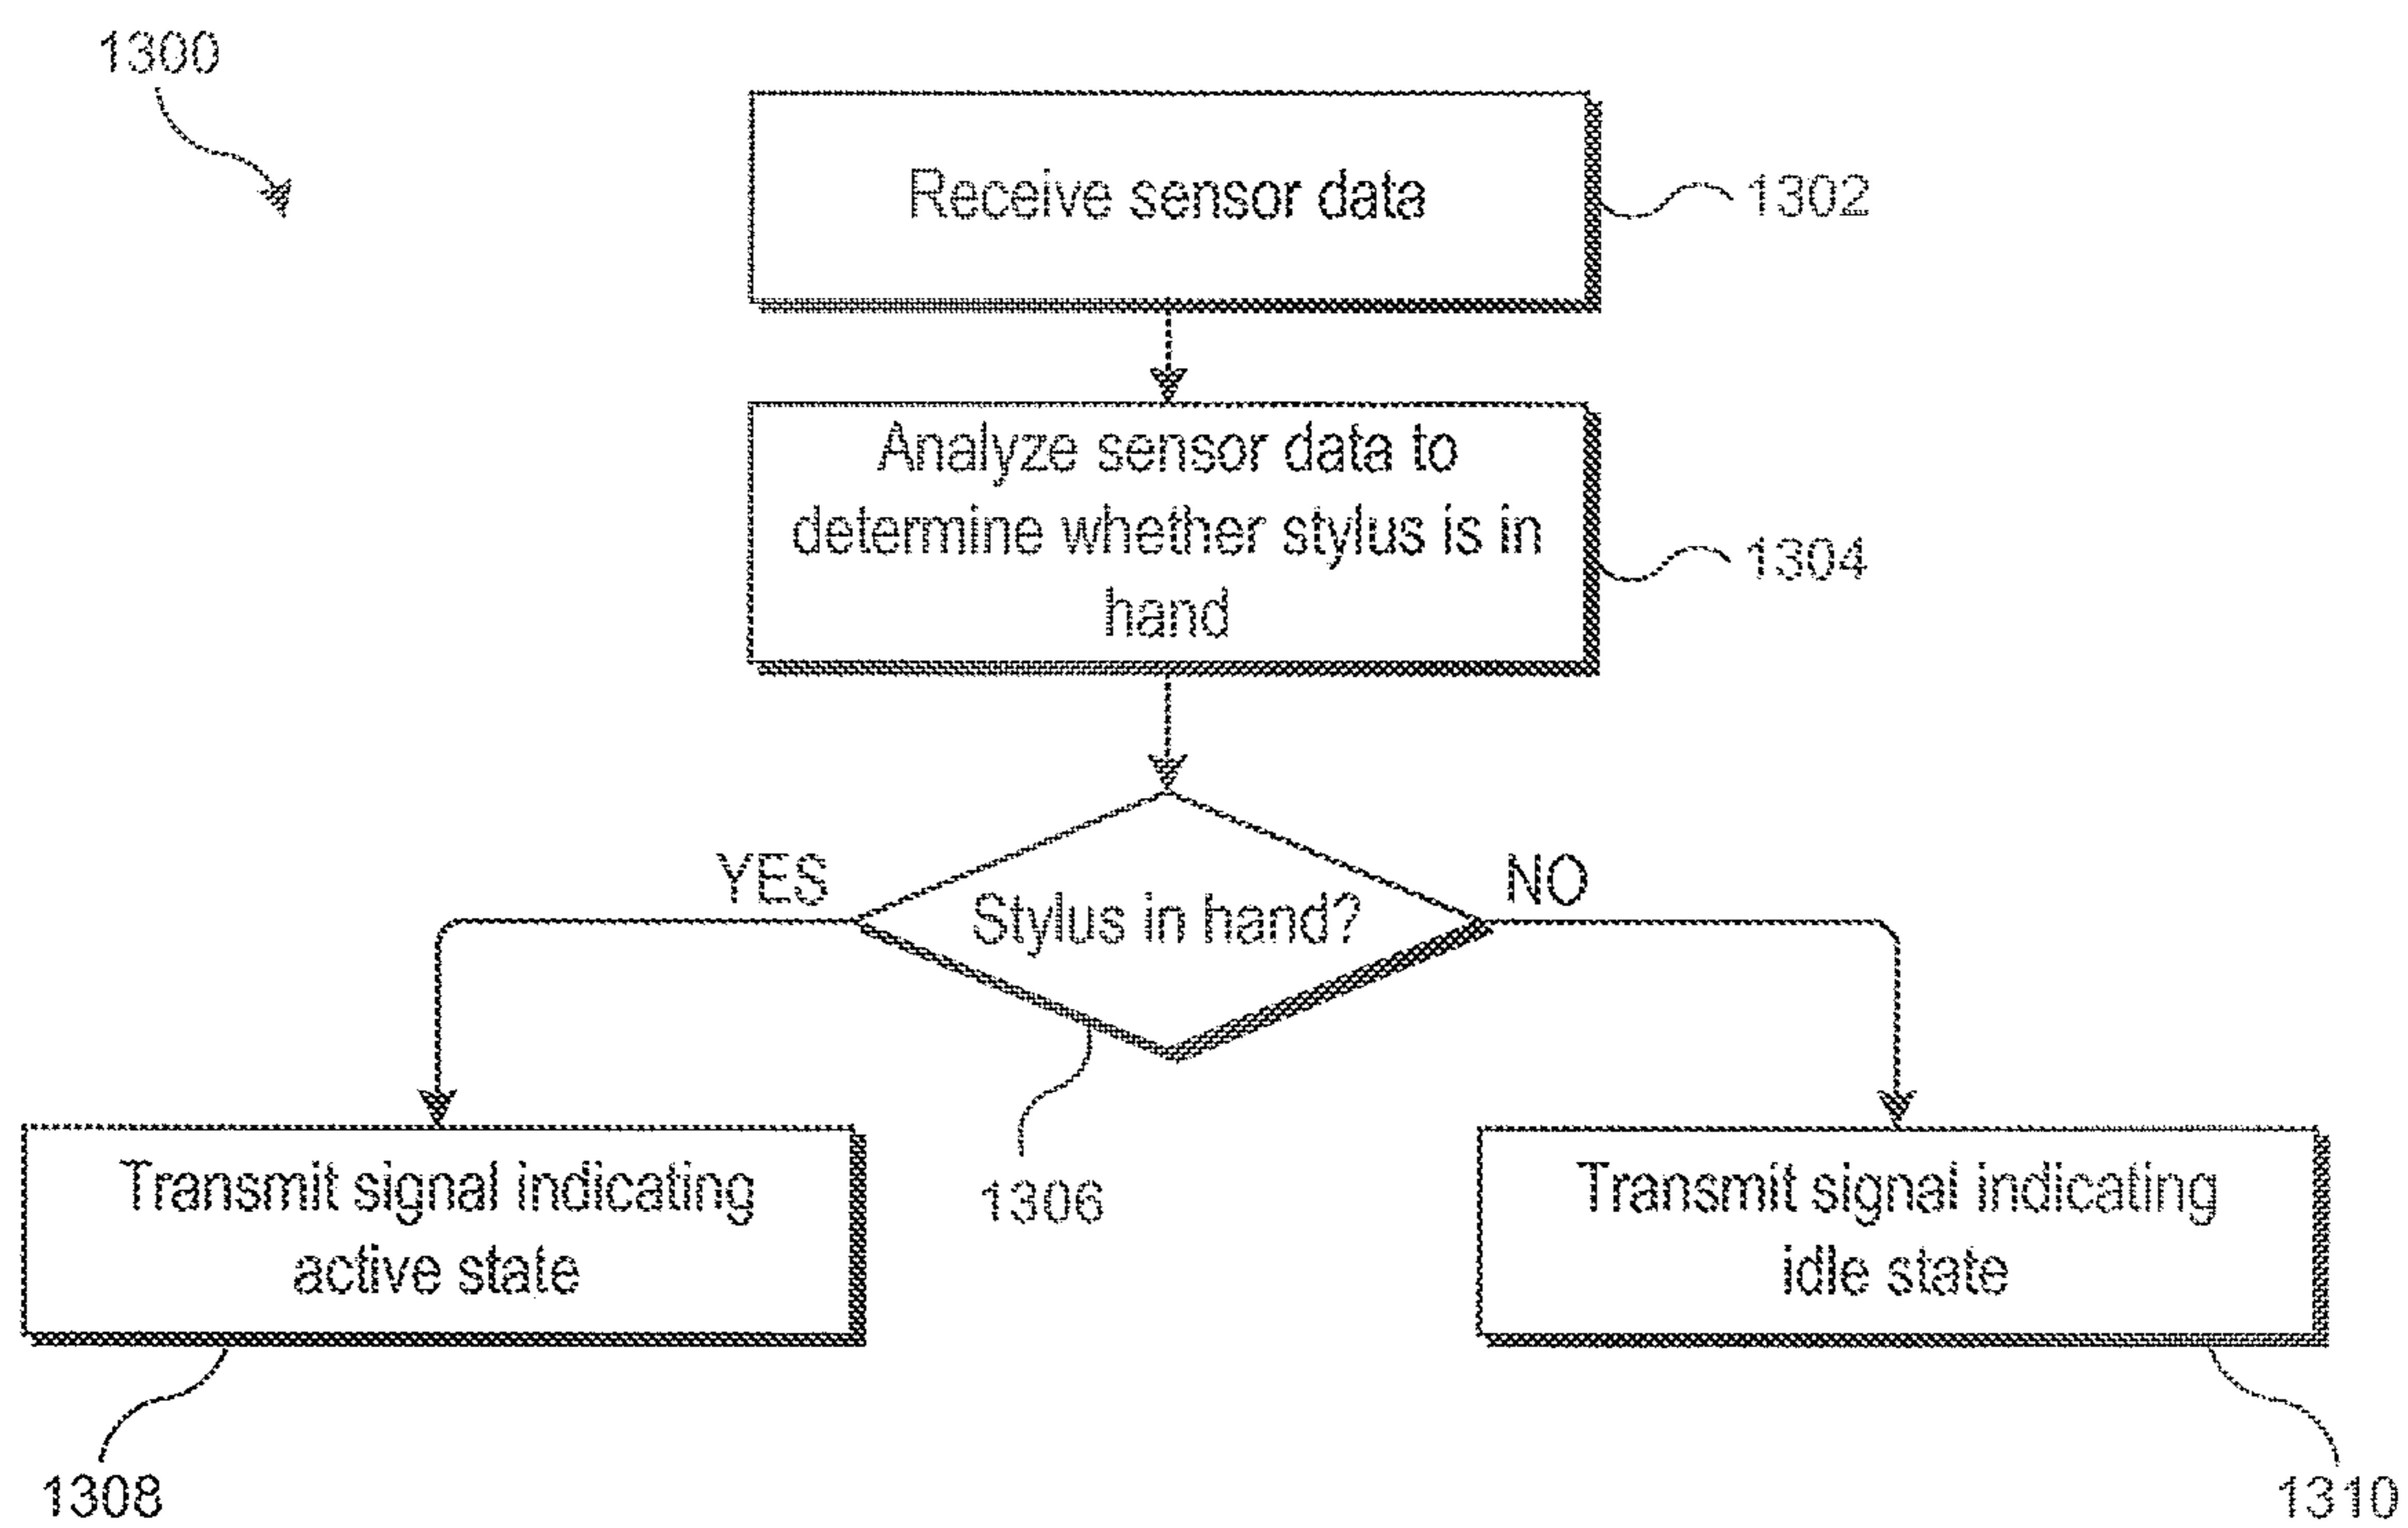 1300
Receive sensor data
1302
Analyze sensor data to
determine whether stylus is in
hand
1304
YES
Stylus in hand?
NO
1306
Transmit signal indicating
active state
Transmit signal indicating
idle state
1308
1310